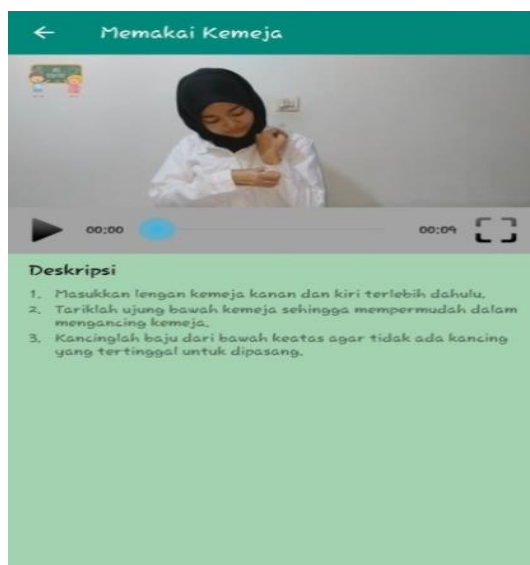 Memakai Kemeja
00:00
00:09
Deskripsi
1. Masukkan lengan kemeja kanan dan kiri terlebih dahulu.
2. Tariklah ujung bawah kemeja sehingga mempermudah dalam
mengancing kemeja.
3. Kancinglah baju dari bawah keatas agar tidak ada kancing
yang tertinggal untuk dipasang.